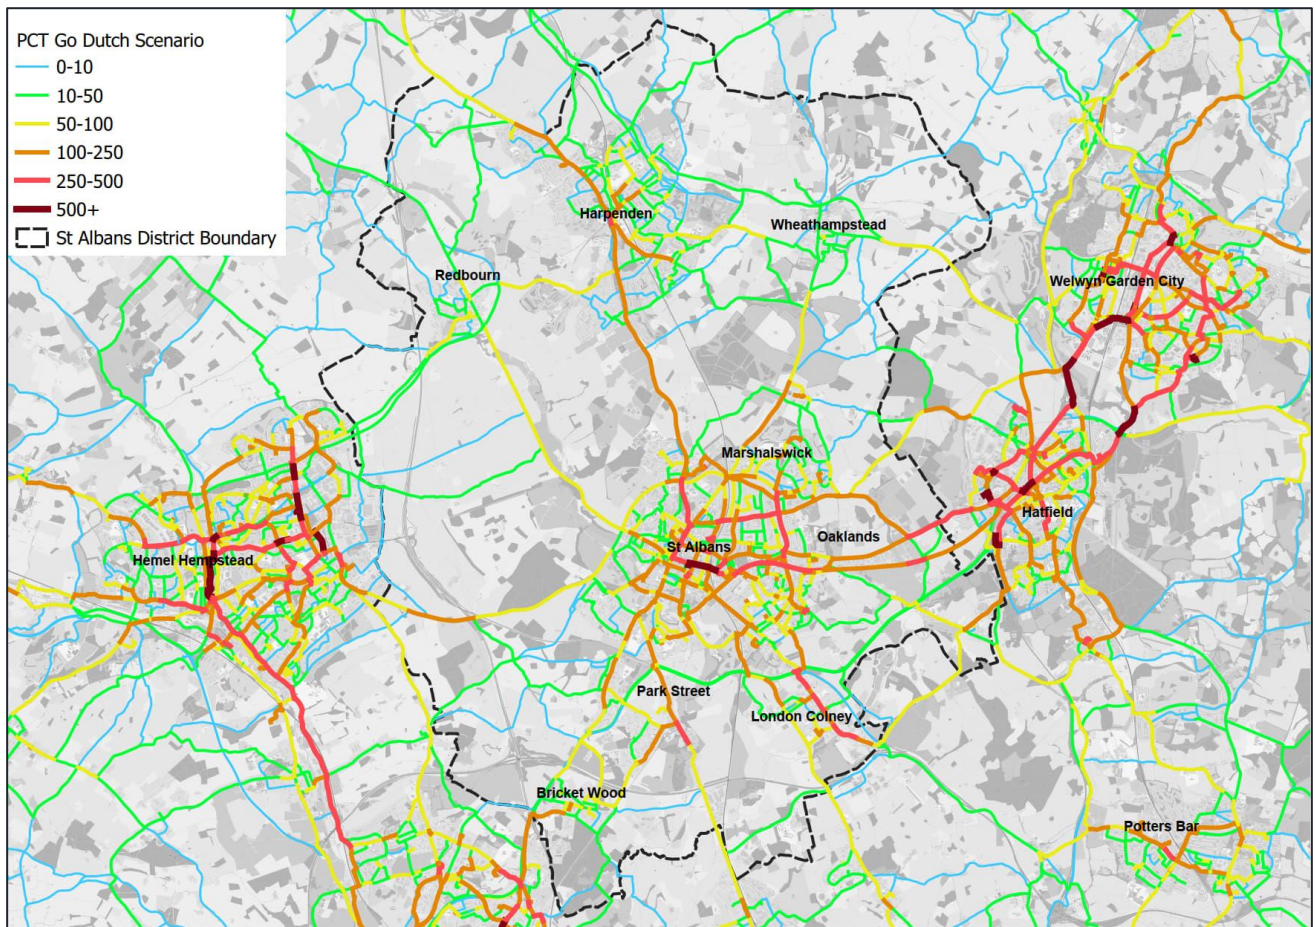 PCT Go Dutch Scenario
0-10
10-50
50-100
100-250
250-500
500+
St Albans District Boundary
Harpenden
Wheathampstead
Redbourn
Welwyn Garden City
Marshalswick
Hatfield
Oaklands
St Albans
Hemel Hempstead
Park Street
London Colney
Bricket Wood
Potters Bar